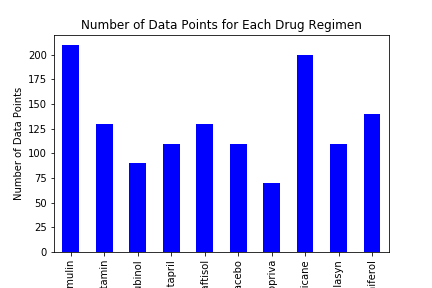 Number of Data Points for Each Drug Regimen
Number of Data Points
200
175
150
125
100
75
50
25
0
mulin
tamin
ubinol
tapril
aftisol
acebo
opriva
icane
lasyn
iferol